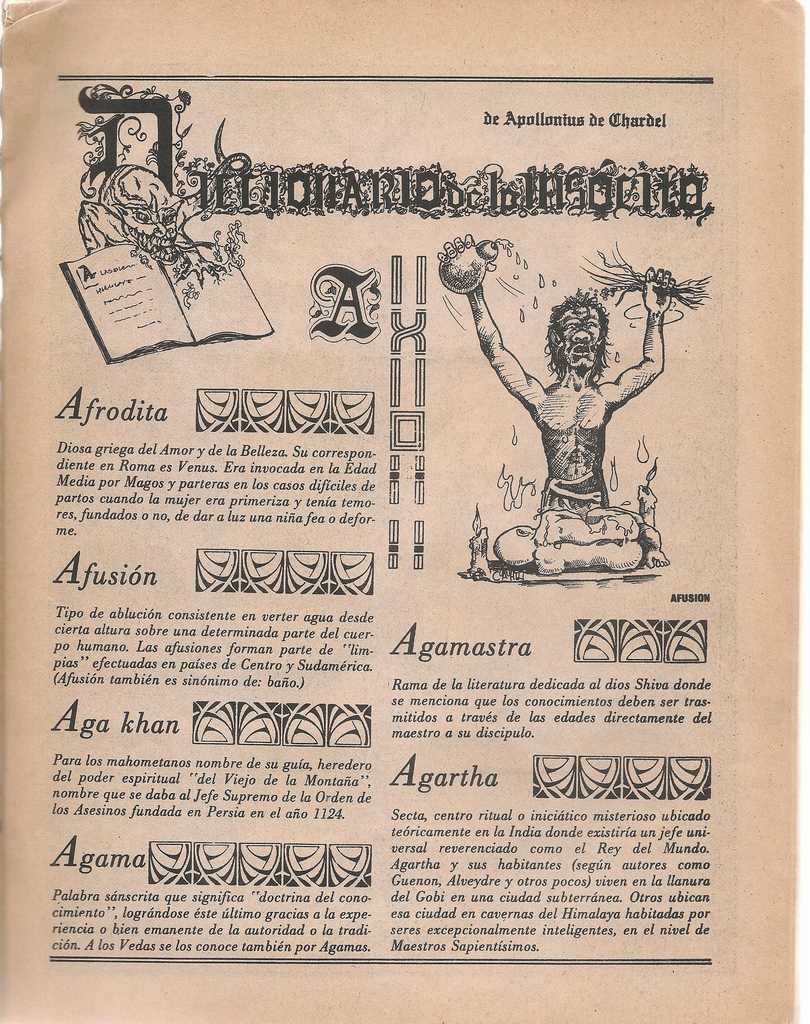 de Apollonius de Chardel
Diccionario de lo insólito
A
Afrodita
Diosa griega del Amor y de la Belleza. Su correspon-
diente en Roma es Venus. Era invocada en la Edad
Media por Magos y parteras en los casos difíciles de
partos cuando la mujer era primeriza y tenía temo-
res, fundados o no, de dar a luz una niña fea o defor-
me.
Afusión
Tipo de ablución consistente en verter agua desde
cierta altura sobre una determinada parte del cuer-
po humano. Las afusiones forman parte de "lim-
pias" efectuadas en países de Centro y Sudamérica.
(Afusión también es sinónimo de: baño.)
Aga khan
Para los mahometanos nombre de su guía, heredero
del poder espiritual "del Viejo de la Montaña",
nombre que se daba al Jefe Supremo de la Orden de
los Asesinos fundada en Persia en el año 1124.
Agama
Palabra sánscrita que significa "doctrina del cono-
cimiento", lográndose éste último gracias a la expe-
riencia o bien emanente de la autoridad o la tradi-
ción. A los Vedas se los conoce también por Agamas.
AFUSION
Agamastra
Rama de la literatura dedicada al dios Shiva donde
se menciona que los conocimientos deben ser tras-
mitidos a través de las edades directamente del
maestro a su discipulo.
Agartha
Secta, centro ritual o iniciático misterioso ubicado
teóricamente en la India donde existiría un jefe uni-
versal reverenciado como el Rey del Mundo.
Agartha y sus habitantes (según autores como
Guenon, Alveydre y otros pocos) viven en la llanura
del Gobi en una ciudad subterránea. Otros ubican
esa ciudad en cavernas del Himalaya habitadas por
seres excepcionalmente inteligentes, en el nivel de
Maestros Sapientísimos.